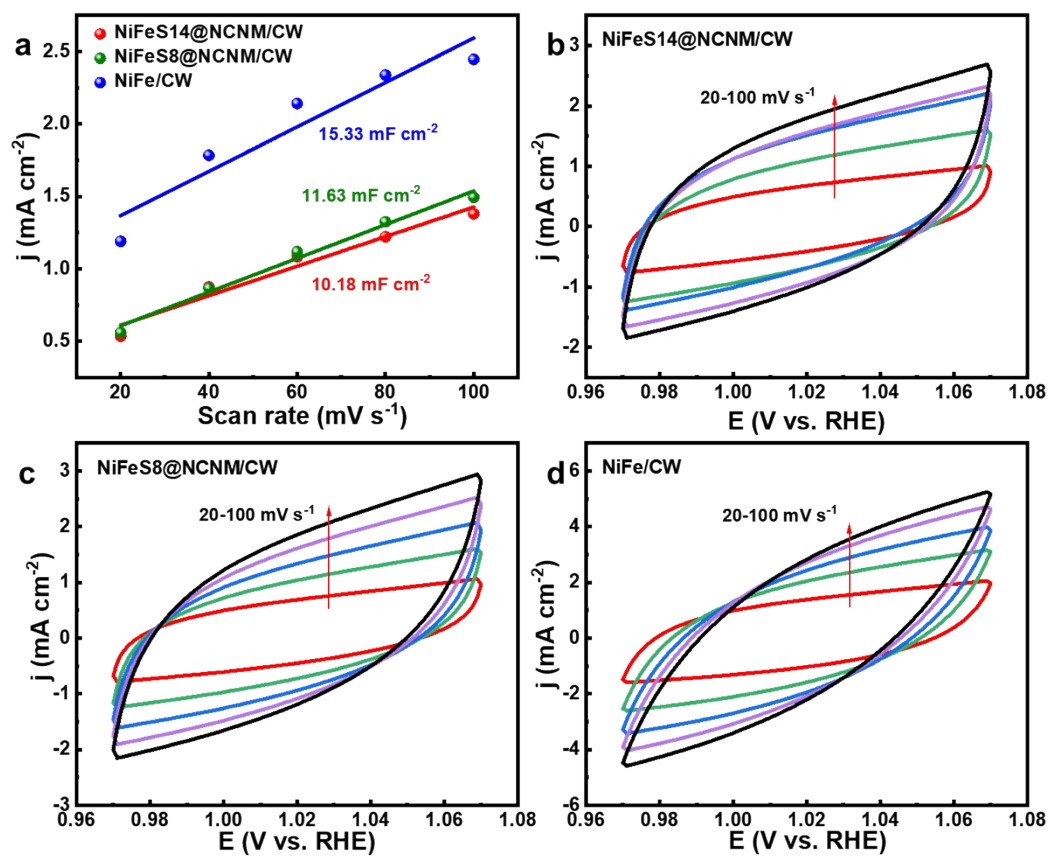 a
NiFeS14@NCNM/CW
NiFeS8@NCNM/CW
NiFe/CW
15.33 mF cm-2
11.63 mF cm-2
10.18 mF cm-2
j (mA cm-2)
2.5
2.0
1.5
1.0
0.5
20 40 60 80 100
Scan rate (mV s-1)
b
NiFeS14@NCNM/CW
20-100 mV s-1
j (mA cm-2)
3
2
1
0
-1
-2
0.96 0.98 1.00 1.02 1.04 1.06 1.08
E (V vs. RHE)
c
NiFeS8@NCNM/CW
20-100 mV s-1
j (mA cm-2)
3
2
1
0
-1
-2
-3
0.96 0.98 1.00 1.02 1.04 1.06 1.08
E (V vs. RHE)
d
NiFe/CW
20-100 mV s-1
j (mA cm-2)
6
4
2
0
-2
-4
-6
0.96 0.98 1.00 1.02 1.04 1.06 1.08
E (V vs. RHE)